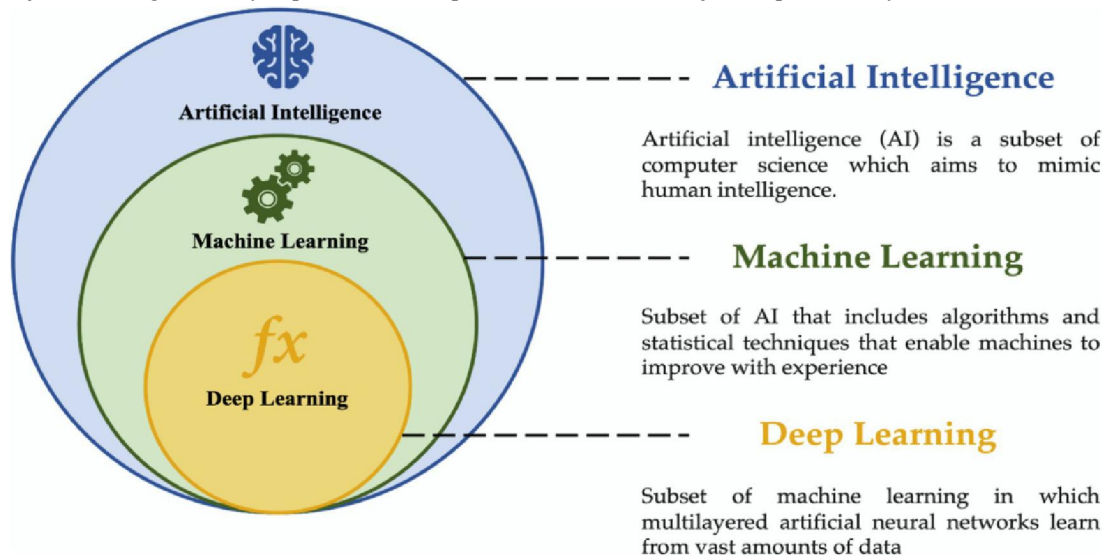 Artificial Intelligence
Machine Learning
fx
Deep Learning
Artificial Intelligence
Artificial intelligence (AI) is a subset of
computer science which aims to mimic
human intelligence.
Machine Learning
Subset of AI that includes algorithms and
statistical techniques that enable machines to
improve with experience
Deep Learning
Subset of machine learning in which
multilayered artificial neural networks learn
from vast amounts of data